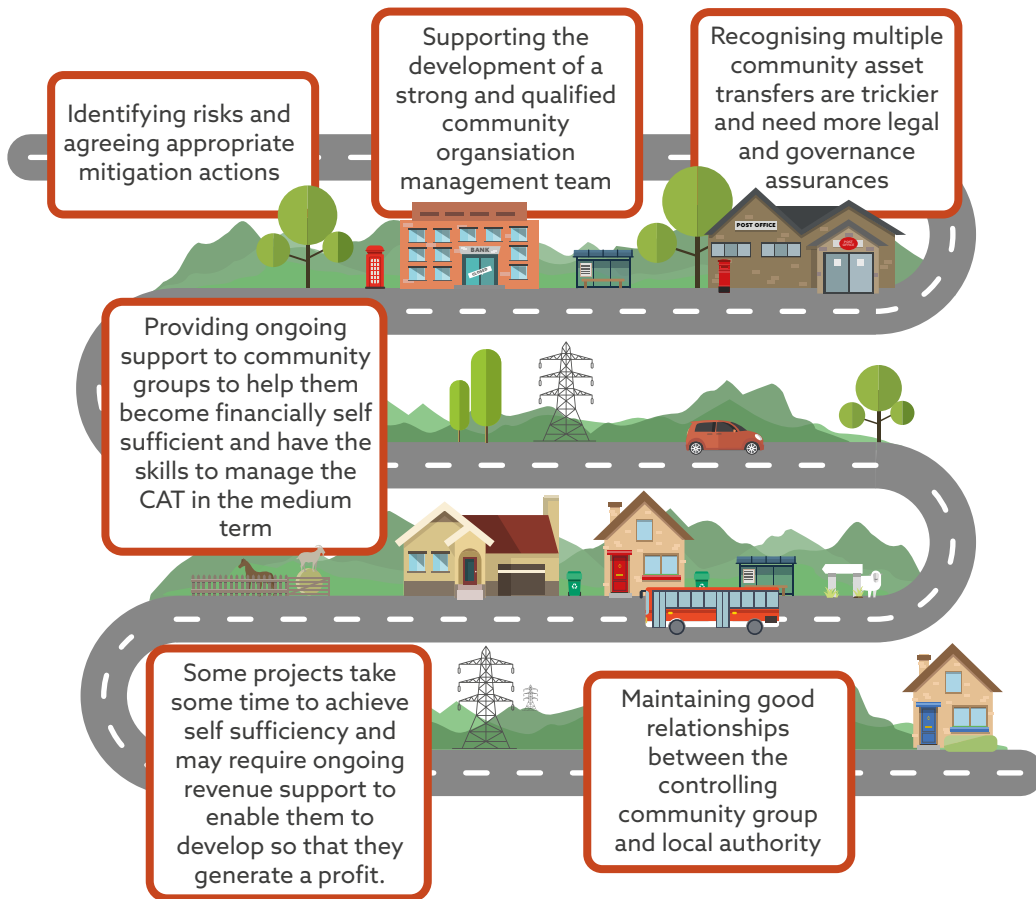 Identifying risks and
agreeing appropriate
mitigation actions
Supporting the
development of a
strong and qualified
community
organsiation
management team
Recognising multiple
community asset
transfers are trickier
and need more legal
and governance
assurances
BANK
CLOSED
POST OFFICE
POST
OFFICE
Providing ongoing
support to community
groups to help them
become financially self
sufficient and have the
skills to manage the
CAT in the medium
term
Some projects take
some time to achieve
self sufficiency and
may require ongoing
revenue support to
enable them to
develop so that they
generate a profit.
Maintaining good
relationships
between the
controlling
community group
and local authority